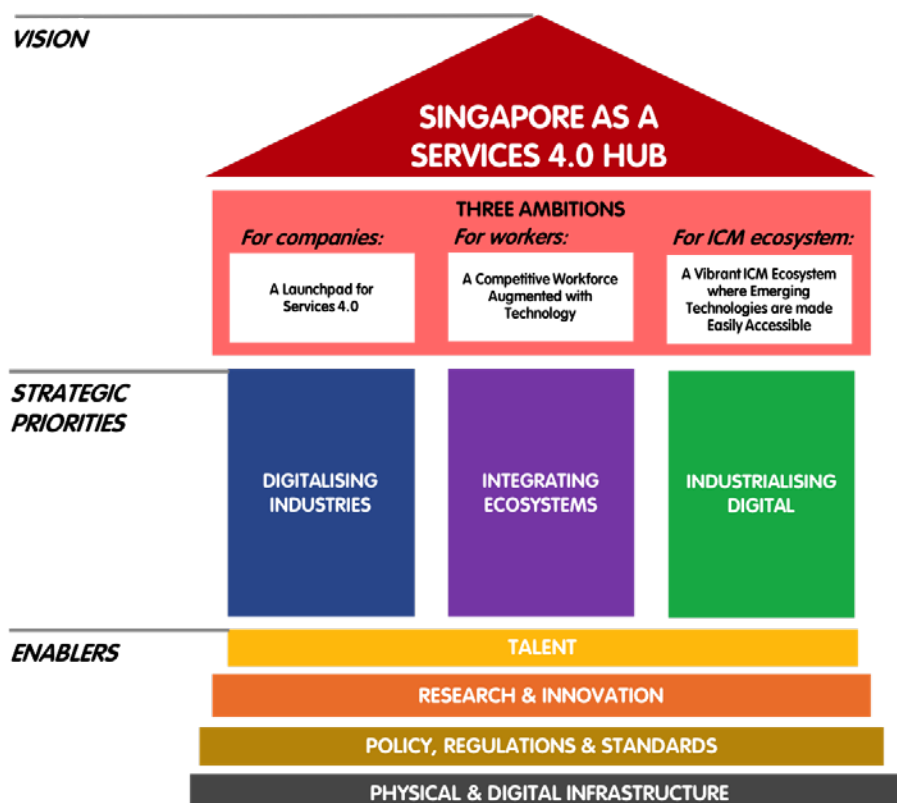 VISION
SINGAPORE AS A
SERVICES 4.0 HUB
THREE AMBITIONS
For companies:
A Launchpad for
Services 4.0
For workers:
A Competitive Workforce
Augmented with
Technology
For ICM ecosystem:
A Vibrant ICM Ecosystem
where Emerging
Technologies are made
Easily Accessible
STRATEGIC
PRIORITIES
DIGITALISING
INDUSTRIES
INTEGRATING
ECOSYSTEMS
INDUSTRIALISING
DIGITAL
ENABLERS
TALENT
RESEARCH & INNOVATION
POLICY, REGULATIONS & STANDARDS
PHYSICAL & DIGITAL INFRASTRUCTURE